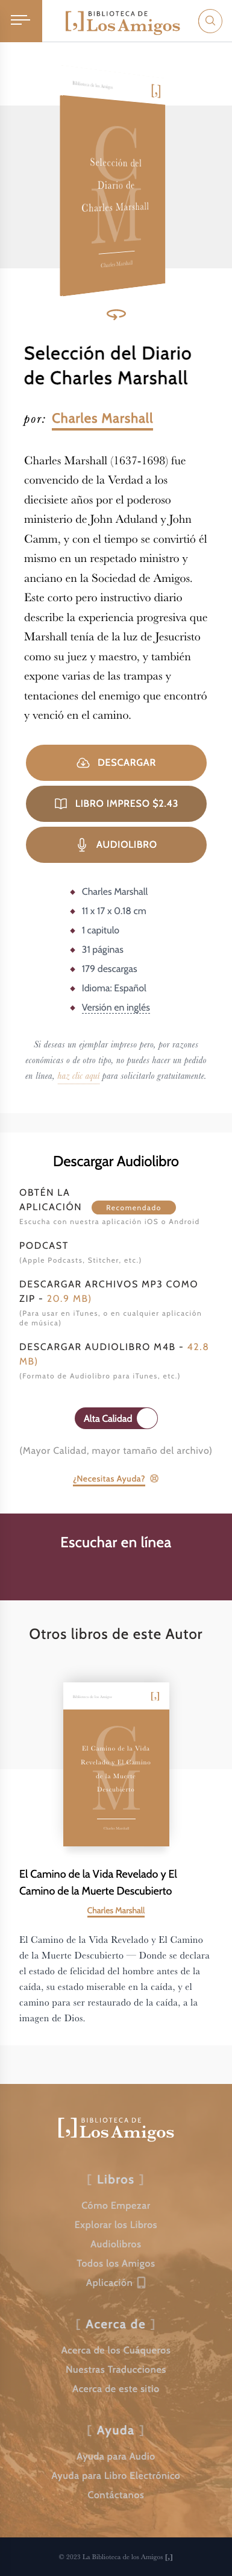 BIBLIOTECA DE
Los Amigos
Biblioteca de los Amigos
Selección del
Diario de
Charles Marshall
Charles Marshall
Selección del Diario
de Charles Marshall
por: Charles Marshall
Charles Marshall (1637-1698) fue
convencido de la Verdad a los
diecisiete años por el poderoso
ministerio de John Aduland y John
Camm, y con el tiempo se convirtió él
mismo en un respetado ministro y
anciano en la Sociedad de Amigos.
Este corto pero instructivo diario
describe la experiencia progresiva que
Marshall tenía de la luz de Jesucristo
como su juez y maestro, y también
expone varias de las trampas y
tentaciones del enemigo que encontró
y venció en el camino.
DESCARGAR
LIBRO IMPRESO $2.43
AUDIOLIBRO
Charles Marshall
11 x 17 x 0.18 cm
1 capitulo
31 páginas
179 descargas
Idioma: Español
Versión en inglés
Si deseas un ejemplar impreso pero, por razones
económicas o de otro tipo, no puedes hacer un pedido
en línea, haz clic aquí para solicitarlo gratuitamente.
Descargar Audiolibro
OBTÉN LA
APLICACIÓN Recomendado
Escucha con nuestra aplicación iOS o Android
PODCAST
(Apple Podcasts, Stitcher, etc.)
DESCARGAR ARCHIVOS MP3 COMO
ZIP - 20.9 MB)
(Para usar en iTunes, o en cualquier aplicación
de música)
DESCARGAR AUDIOLIBRO M4B - 42.8
MB)
(Formato de Audiolibro para iTunes, etc.)
Alta Calidad
(Mayor Calidad, mayor tamaño del archivo)
¿Necesitas Ayuda?
Escuchar en línea
Otros libros de este Autor
Biblioteca de los Amigos
El Camino de la Vida
Revelado y El Camino
de la Muerte
Descubierto
Charles Marshall
El Camino de la Vida Revelado y El
Camino de la Muerte Descubierto
Charles Marshall
El Camino de la Vida Revelado y El Camino
de la Muerte Descubierto — Donde se declara
el estado de felicidad del hombre antes de la
caída, su estado miserable en la caída, y el
camino para ser restaurado de la caída, a la
imagen de Dios.
BIBLIOTECA DE
Los Amigos
[ Libros ]
Cómo Empezar
Explorar los Libros
Audiolibros
Todos los Amigos
Aplicación
[ Acerca de ]
Acerca de los Cuáqueros
Nuestras Traducciones
Acerca de este sitio
[ Ayuda ]
Ayuda para Audio
Ayuda para Libro Electrónico
Contáctanos
© 2023 La Biblioteca de los Amigos